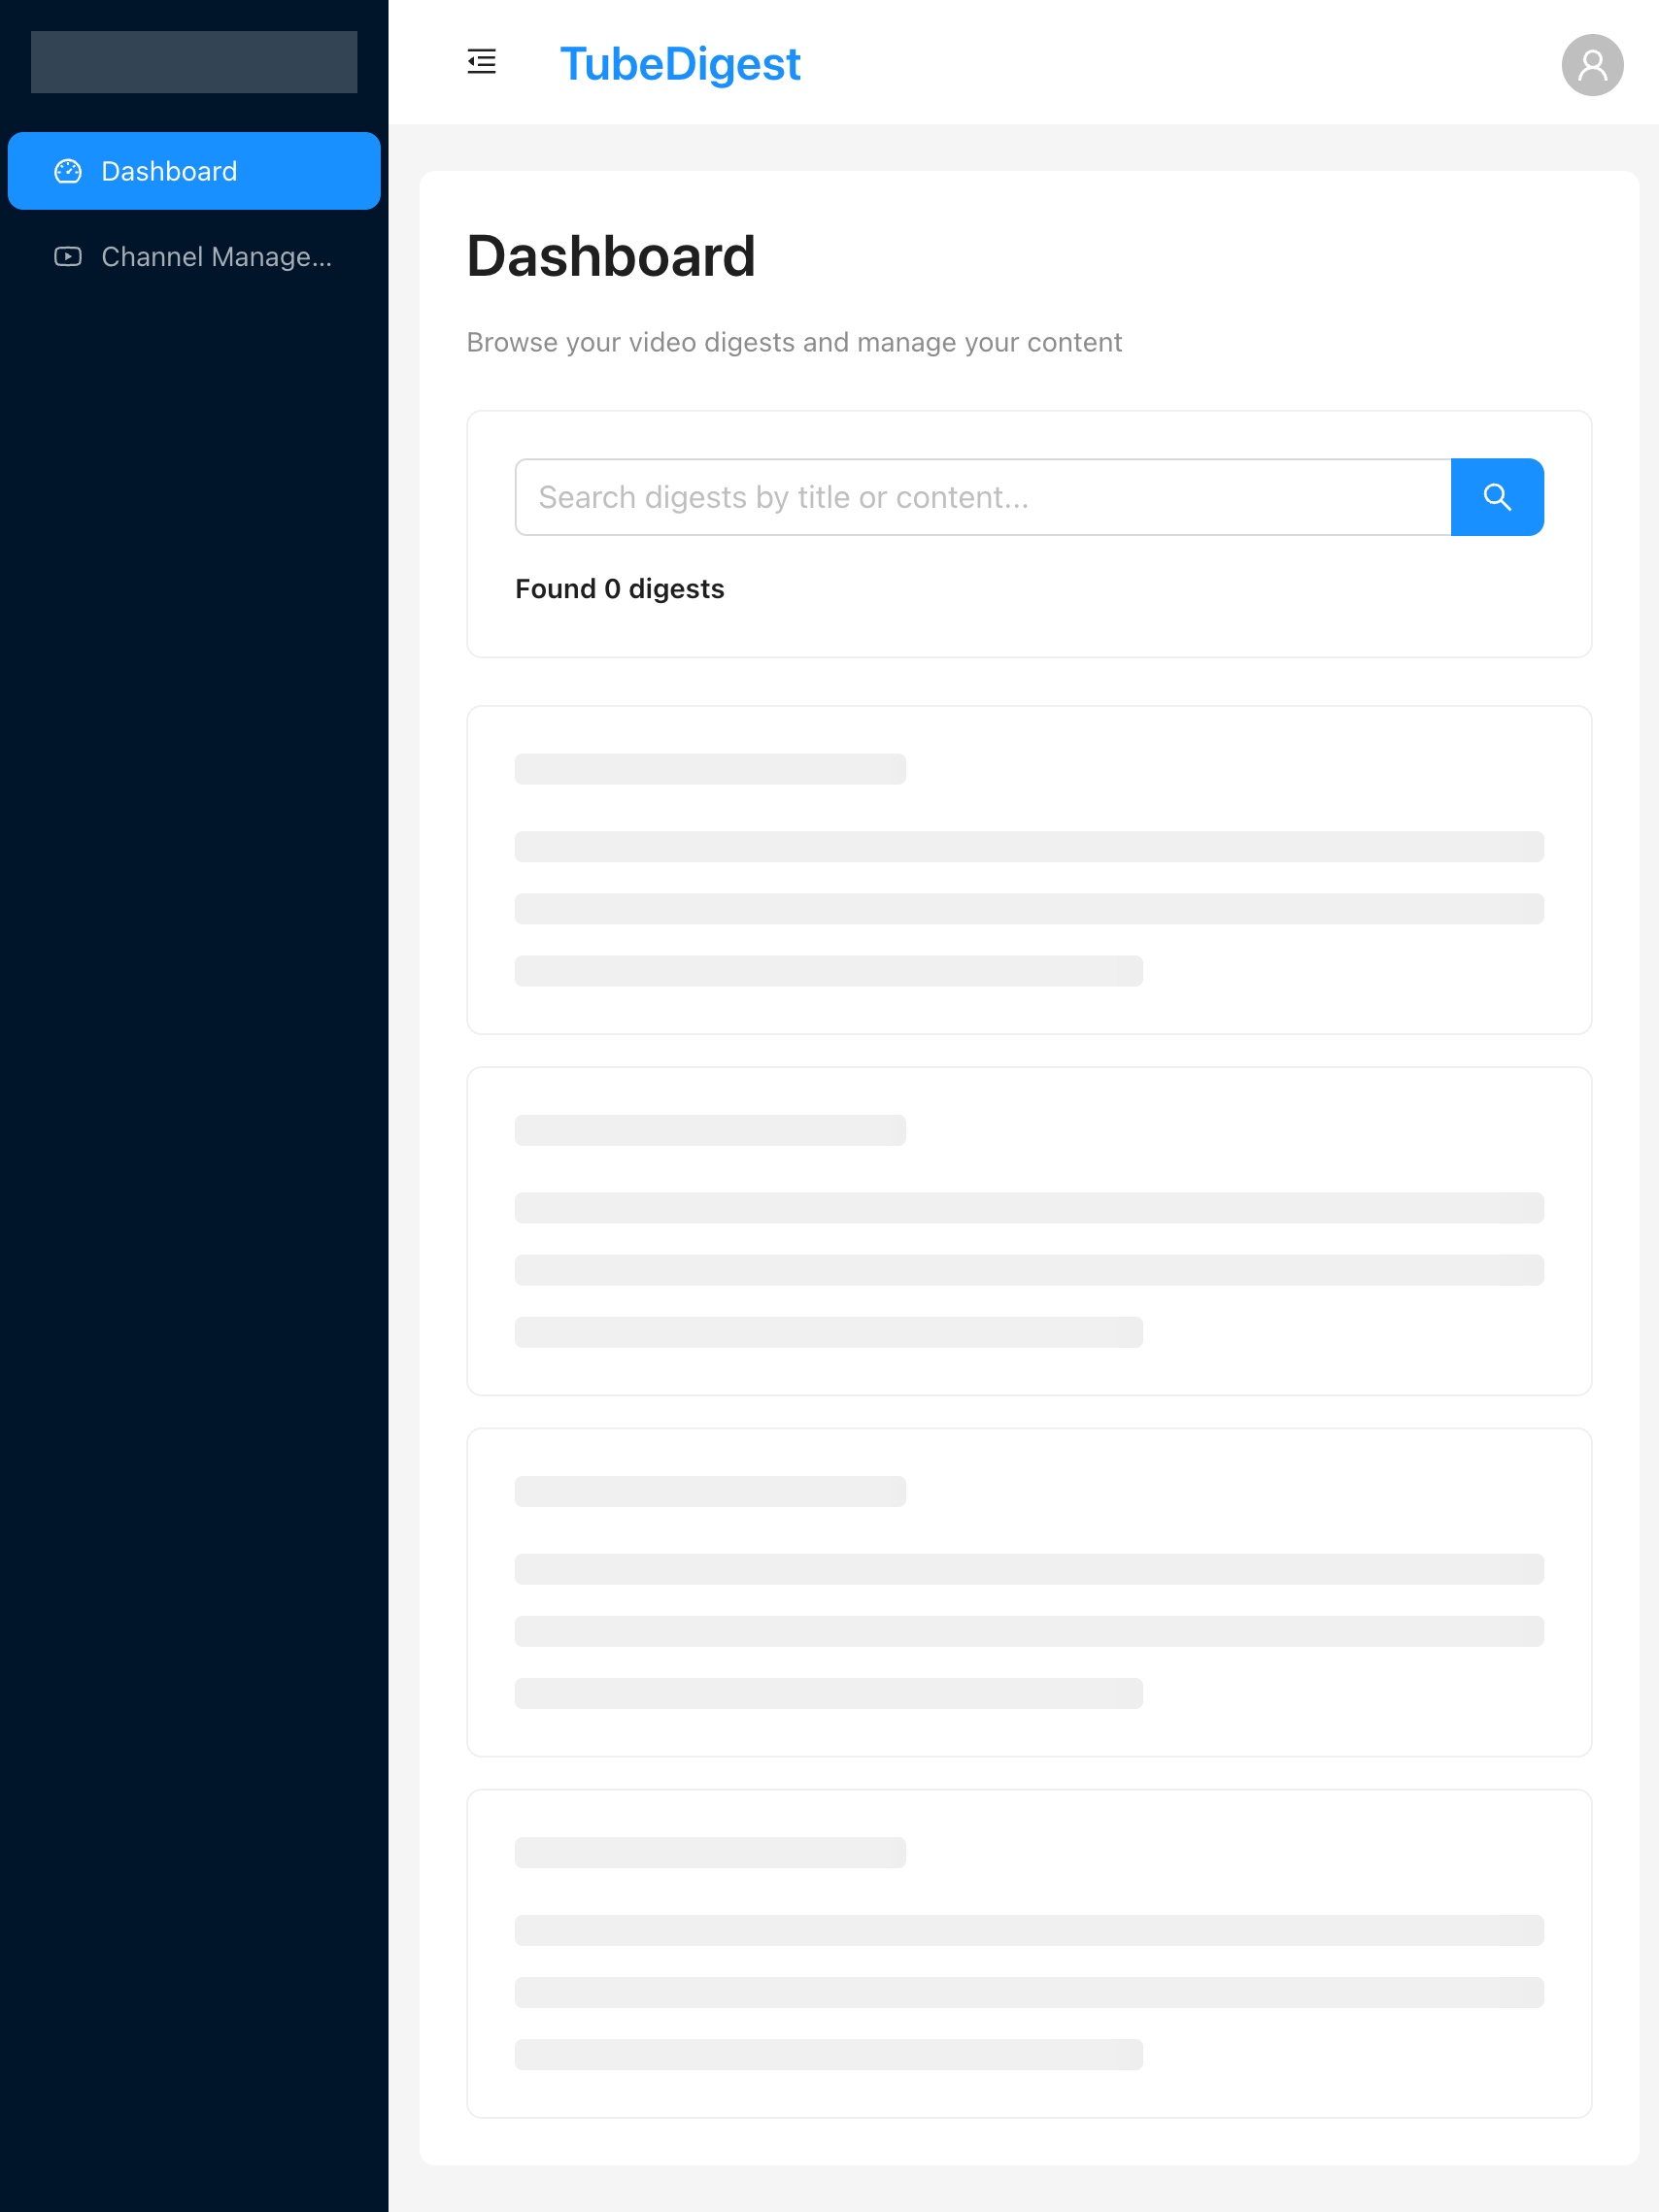 TubeDigest
Dashboard
Channel Manage...
Dashboard
Browse your video digests and manage your content
Search digests by title or content...
Found 0 digests